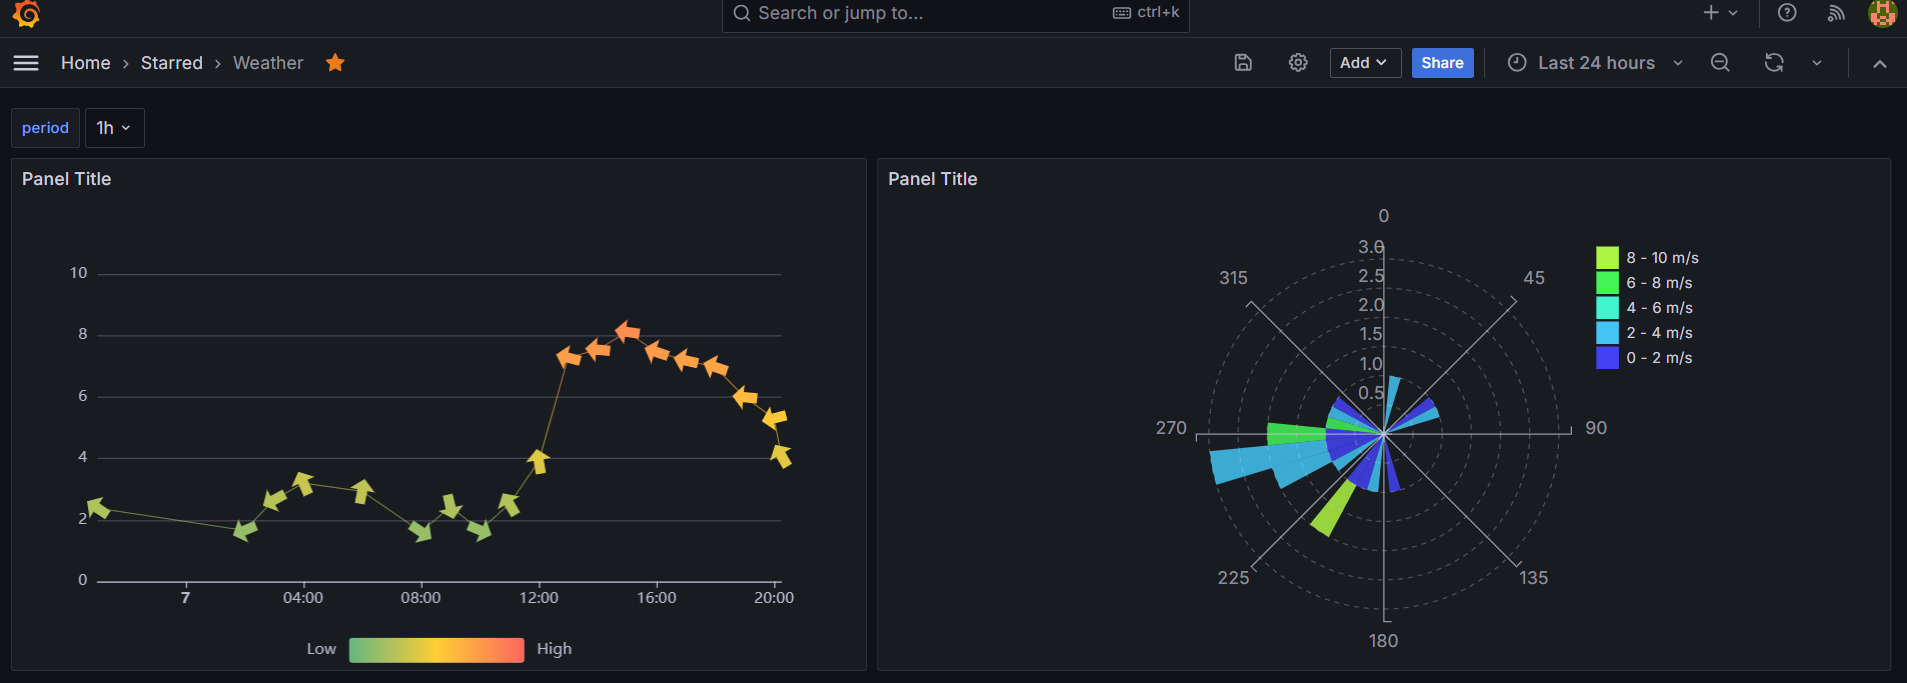 Search or jump to... ctrl+k
Home › Starred › Weather
Add
Share
Last 24 hours
period 1h
Panel Title
10
8
6
4
2
0
7 04:00 08:00 12:00 16:00 20:00
Low High
Panel Title
0
45
90
135
180
225
270
315
3.0
2.5
2.0
1.5
1.0
0.5
8 - 10 m/s
6 - 8 m/s
4 - 6 m/s
2 - 4 m/s
0 - 2 m/s